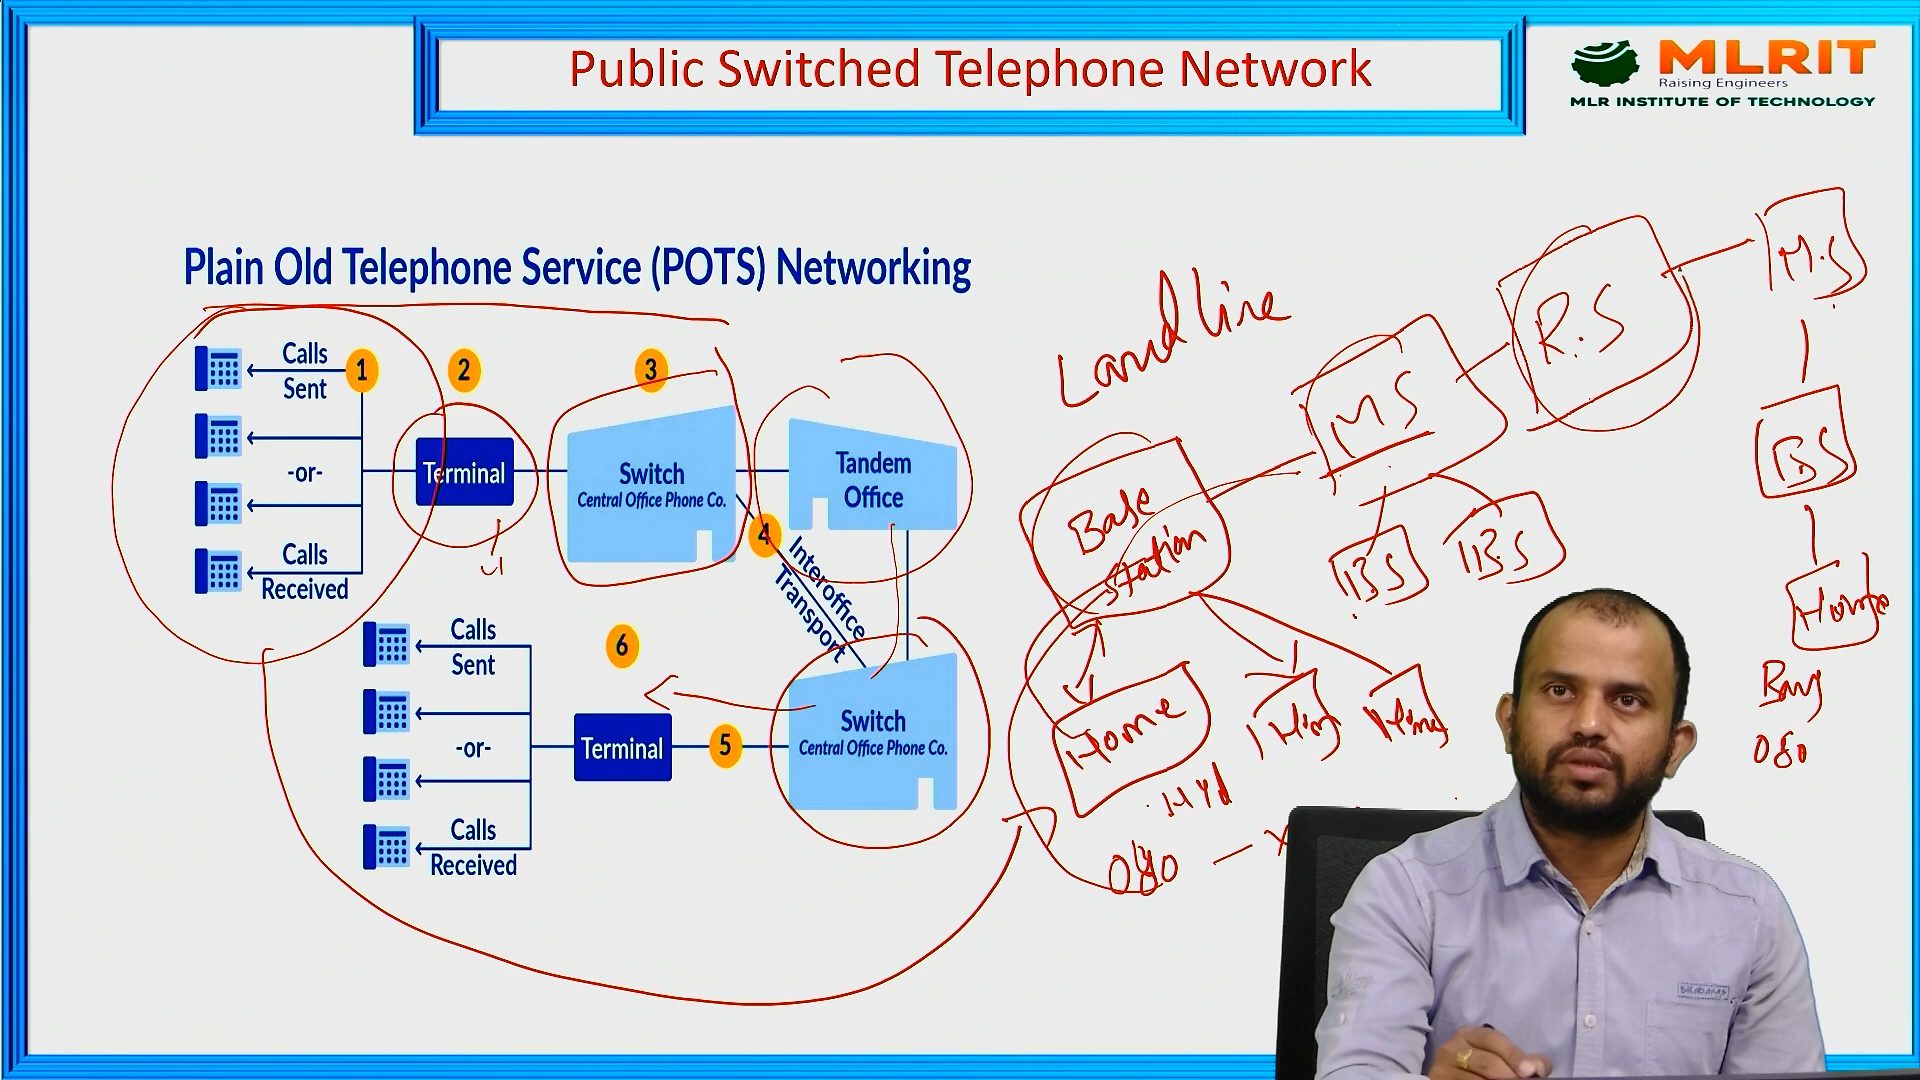 Public Switched Telephone Network
MLRIT
Raising Engineers
MLR INSTITUTE OF TECHNOLOGY
Plain Old Telephone Service (POTS) Networking
Calls
Sent
-or-
Calls
Received
1
2
Terminal
3
Switch
Central Office Phone Co.
Tandem
Office
4
Interoffice
Transport
Calls
Sent
-or-
Calls
Received
6
Terminal
5
Switch
Central Office Phone Co.
Landline
Base
Station
MS
R.S
M.S
BS
BS
BS
Home
Home
Home
Hyd
080
Bang
080